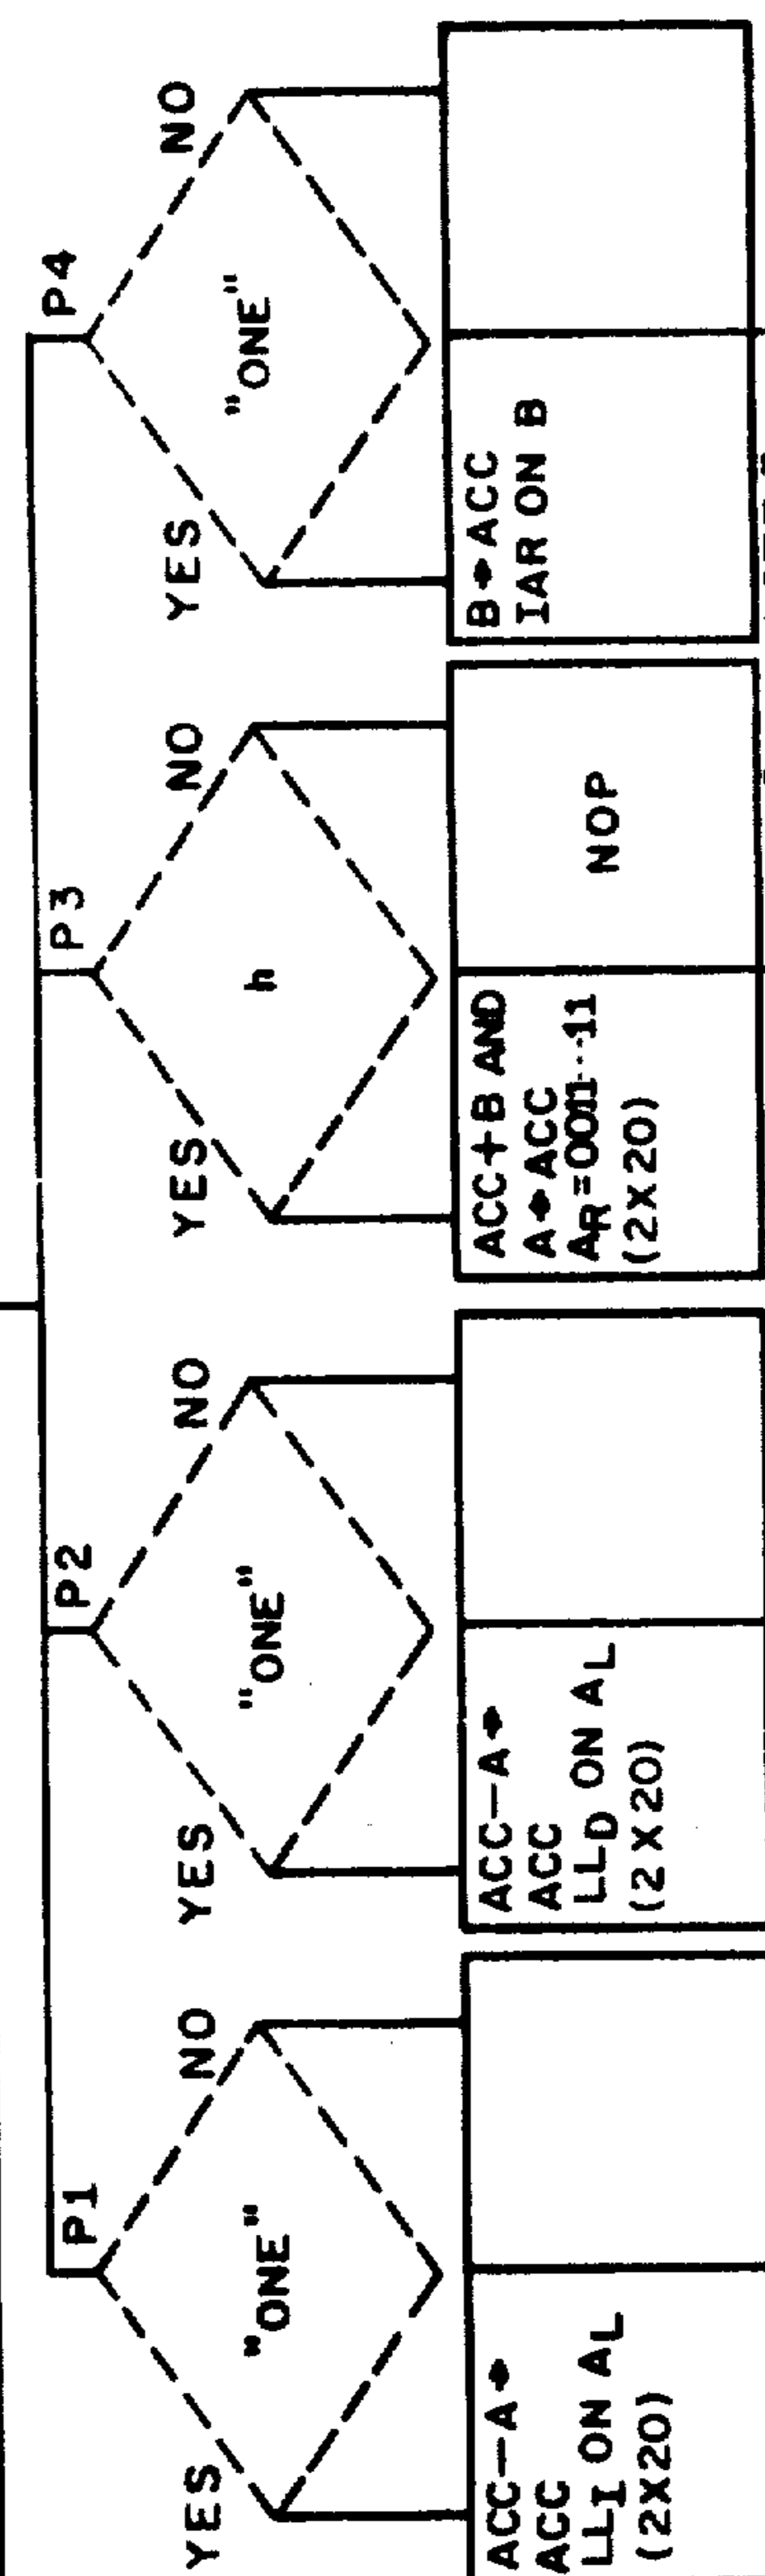 P1
YES
NO
"ONE"
ACC−A→
ACC
LLI ON AL
(2X20)
P2
YES
NO
"ONE"
ACC−A→
ACC
LLD ON AL
(2X20)
P3
YES
NO
h
ACC+B AND
A→ACC
AR=0011··11
(2X20)
NOP
P4
YES
NO
"ONE"
B→ACC
IAR ON B